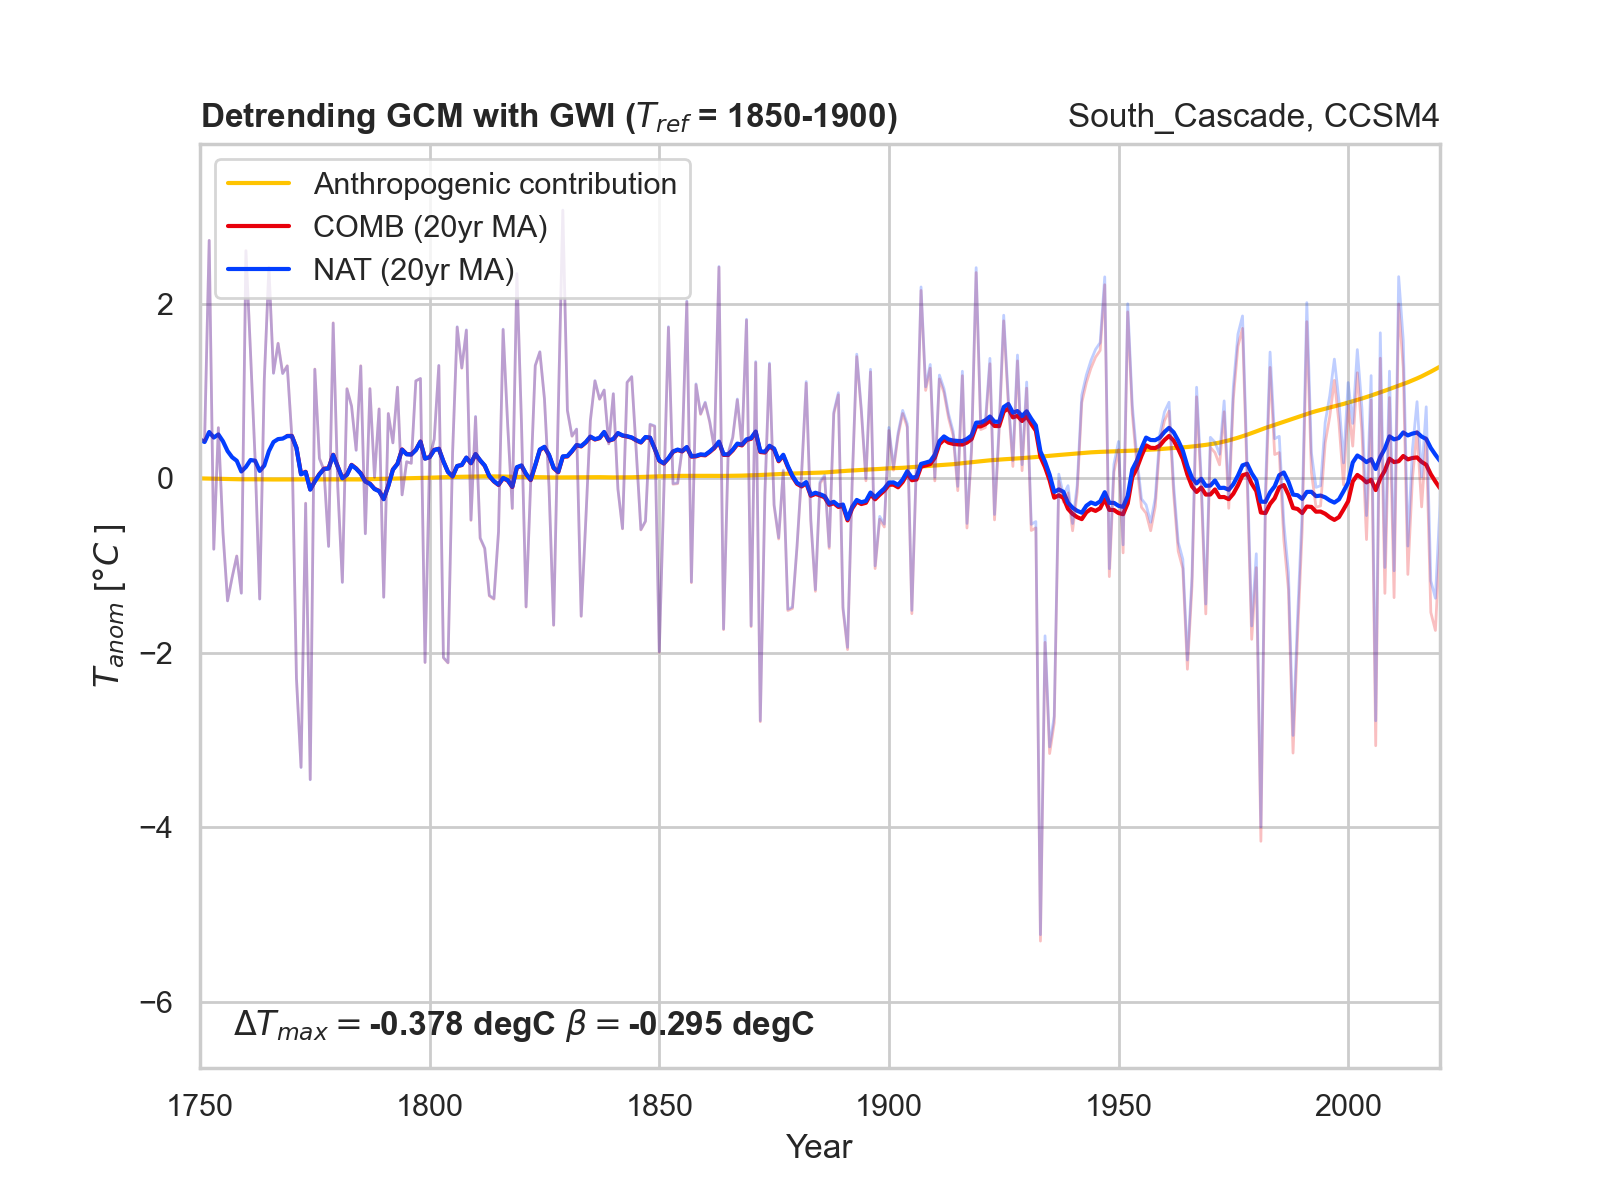 Detrending GCM with GWI (T_ref = 1850-1900)
South_Cascade, CCSM4
Anthropogenic contribution
COMB (20yr MA)
NAT (20yr MA)
2
0
−2
−4
−6
T_anom [°C ]
ΔT_max = -0.378 degC β = -0.295 degC
1750 1800 1850 1900 1950 2000
Year